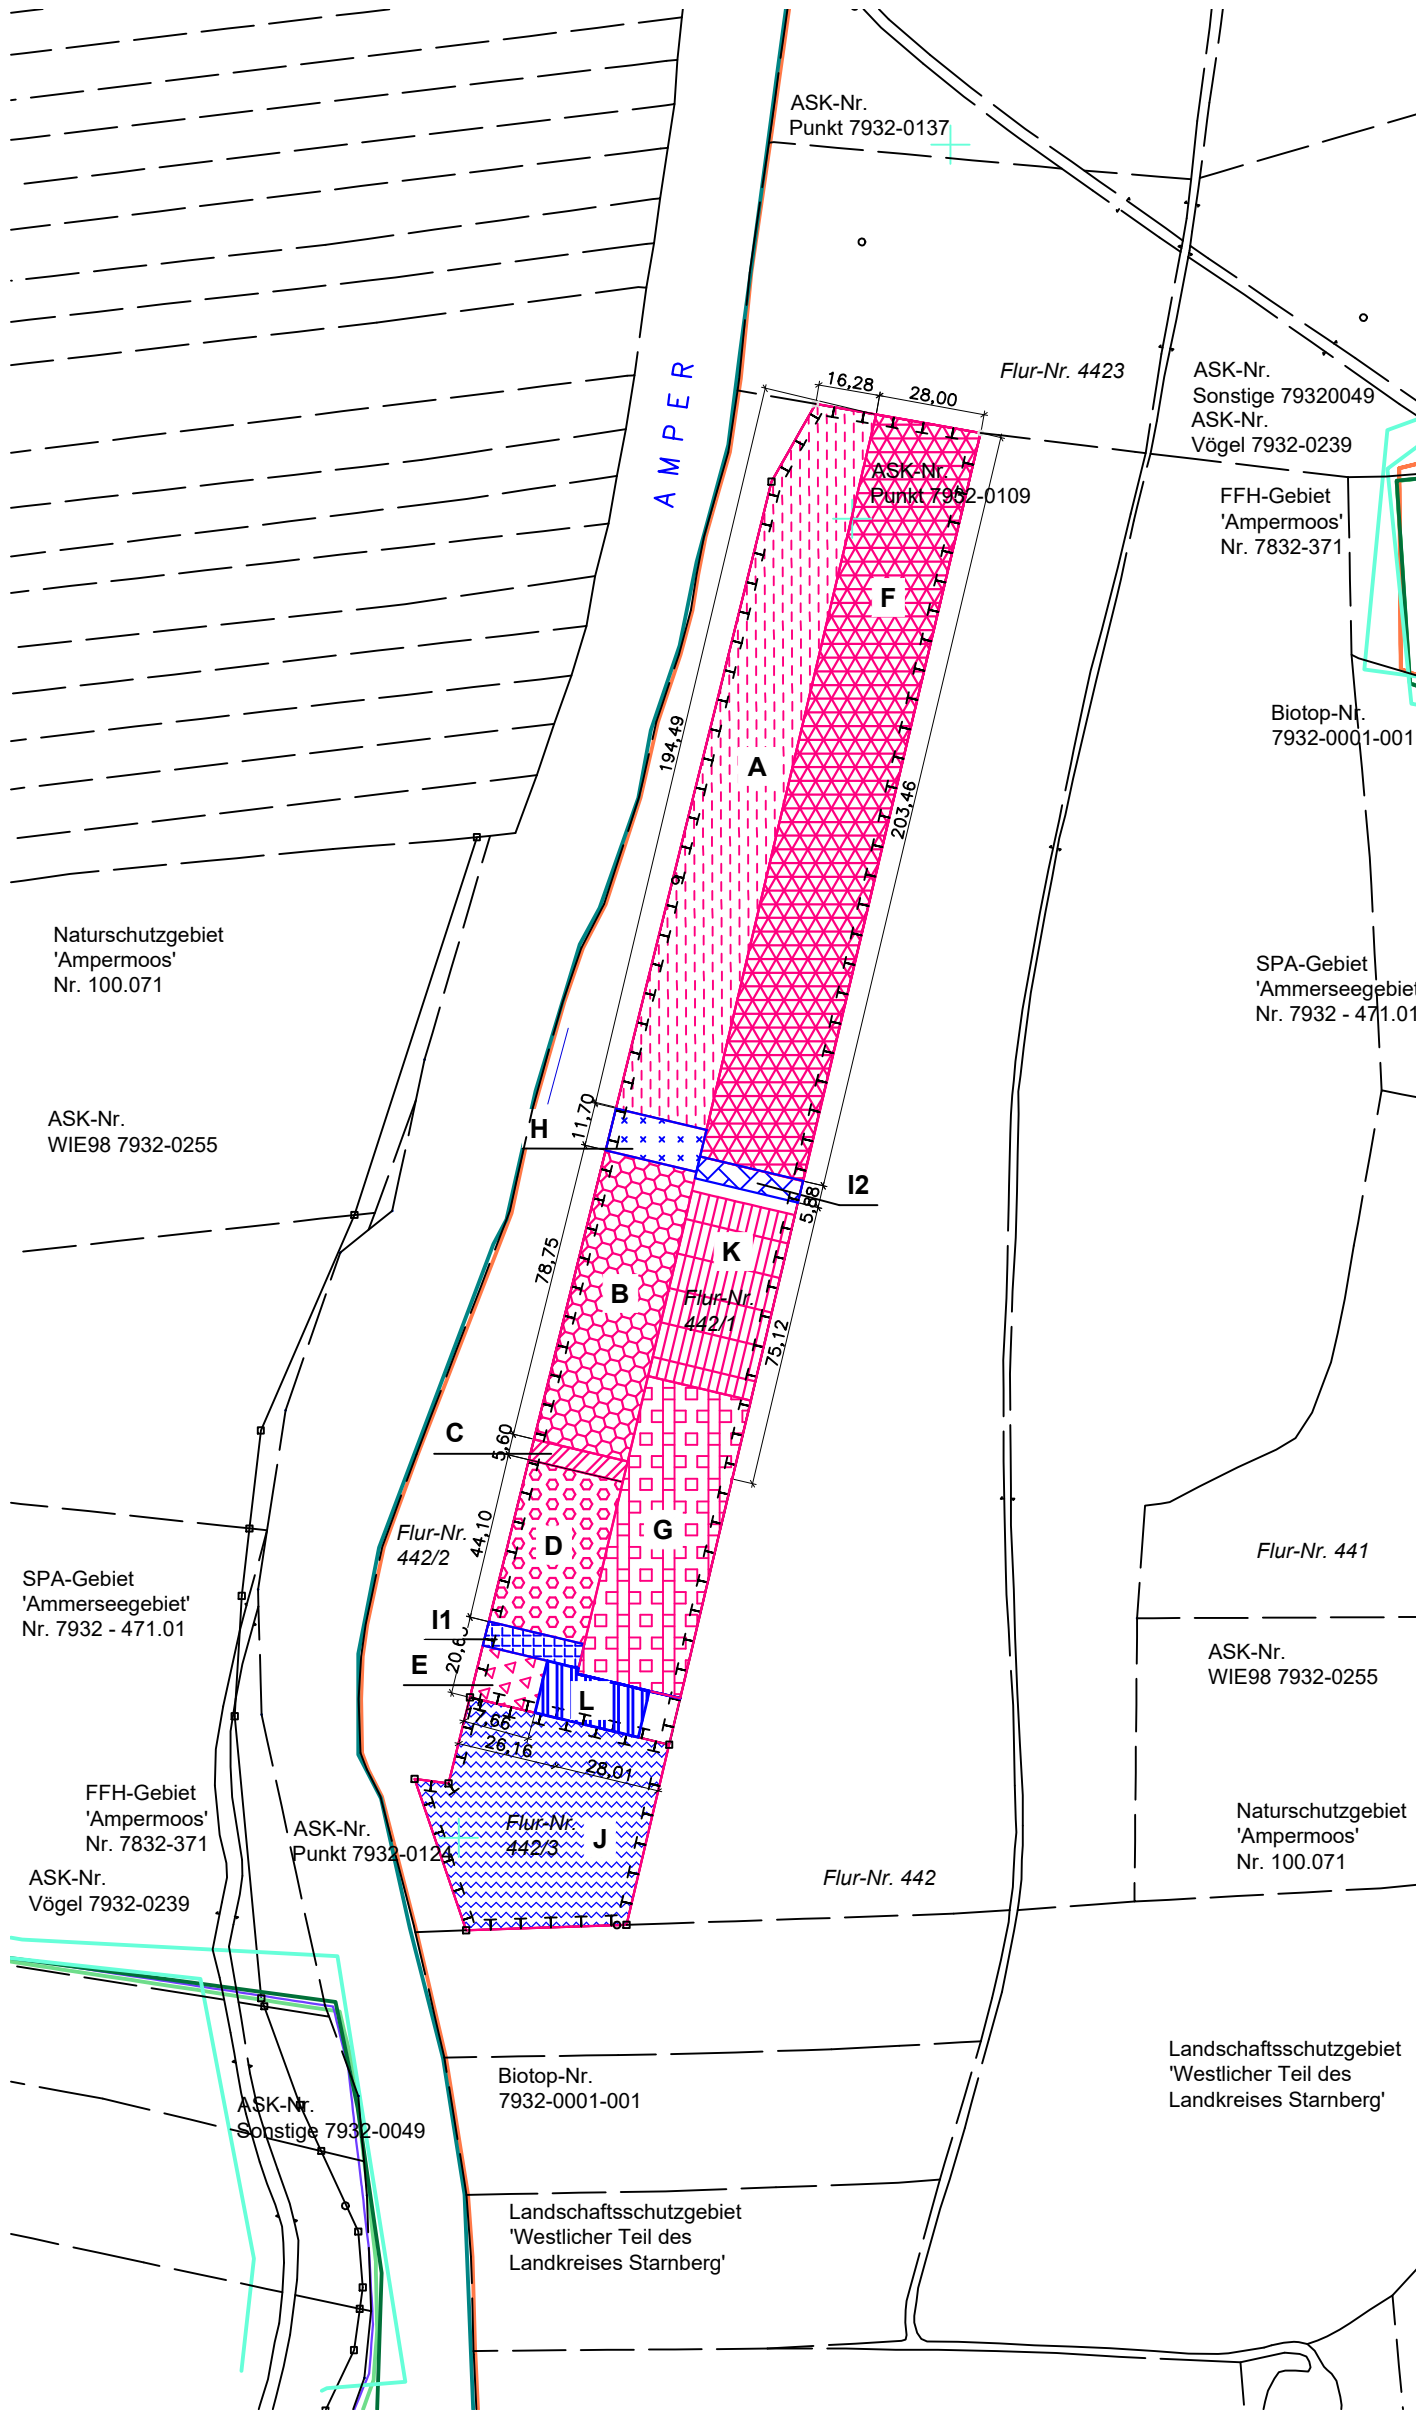 ASK-Nr.
Punkt 7932-0137
AMPER
16,28
28,00
Flur-Nr. 4423
ASK-Nr.
Sonstige 79320049
ASK-Nr.
Vögel 7932-0239
ASK-Nr.
Punkt 7932-0109
FFH-Gebiet
'Ampermoos'
Nr. 7832-371
F
194,49
A
203,46
Biotop-Nr.
7932-0001-001
Naturschutzgebiet
'Ampermoos'
Nr. 100.071
SPA-Gebiet
'Ammerseegebiet
Nr. 7932 - 471.01
ASK-Nr.
WIE98 7932-0255
11,70
H
I2
5,88
K
78,75
B
Flur-Nr.
442/1
75,12
C
5,60
Flur-Nr.
442/2
44,10
D
G
Flur-Nr. 441
SPA-Gebiet
'Ammerseegebiet'
Nr. 7932 - 471.01
I1
E
L
ASK-Nr.
WIE98 7932-0255
17,66
26,16
28,01
FFH-Gebiet
'Ampermoos'
Nr. 7832-371
ASK-Nr.
Punkt 7932-0124
Flur-Nr.
442/3
J
Naturschutzgebiet
'Ampermoos'
Nr. 100.071
ASK-Nr.
Vögel 7932-0239
Flur-Nr. 442
Landschaftsschutzgebiet
'Westlicher Teil des
Landkreises Starnberg'
Biotop-Nr.
7932-0001-001
ASK-Nr.
Sonstige 7932-0049
Landschaftsschutzgebiet
'Westlicher Teil des
Landkreises Starnberg'